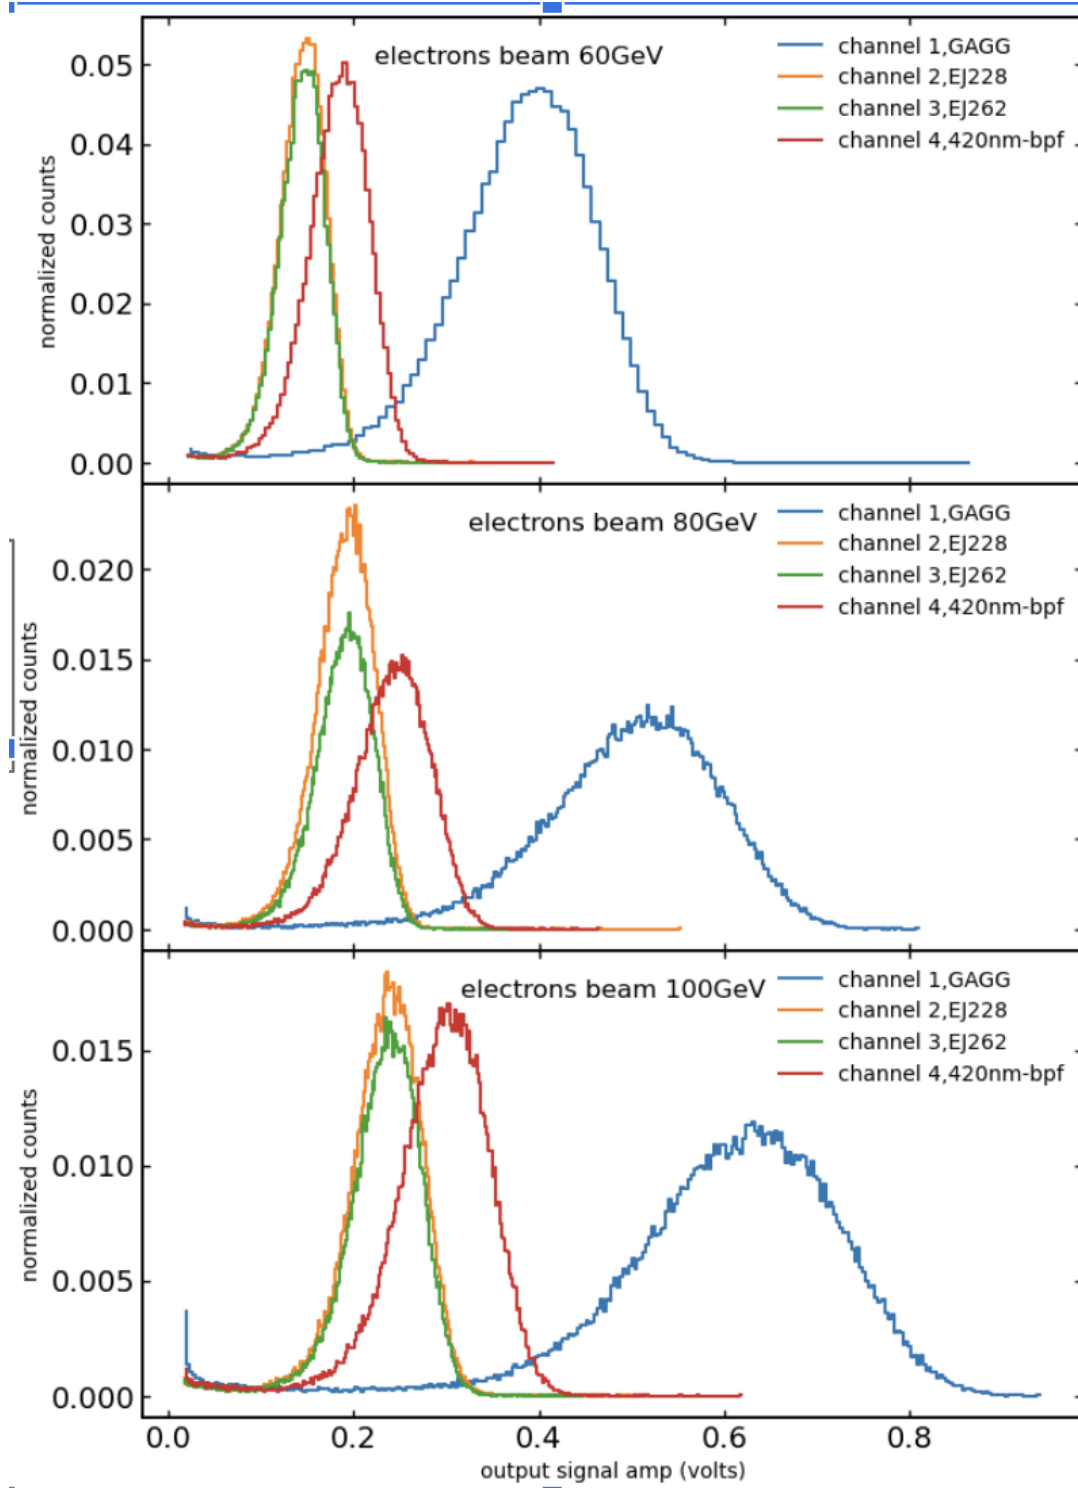 electrons beam 60GeV
channel 1,GAGG
channel 2,EJ228
channel 3,EJ262
channel 4,420nm-bpf
0.05
0.04
0.03
0.02
0.01
0.00
normalized counts
electrons beam 80GeV
channel 1,GAGG
channel 2,EJ228
channel 3,EJ262
channel 4,420nm-bpf
0.020
0.015
0.010
0.005
0.000
normalized counts
electrons beam 100GeV
channel 1,GAGG
channel 2,EJ228
channel 3,EJ262
channel 4,420nm-bpf
0.015
0.010
0.005
0.000
normalized counts
0.0 0.2 0.4 0.6 0.8
output signal amp (volts)